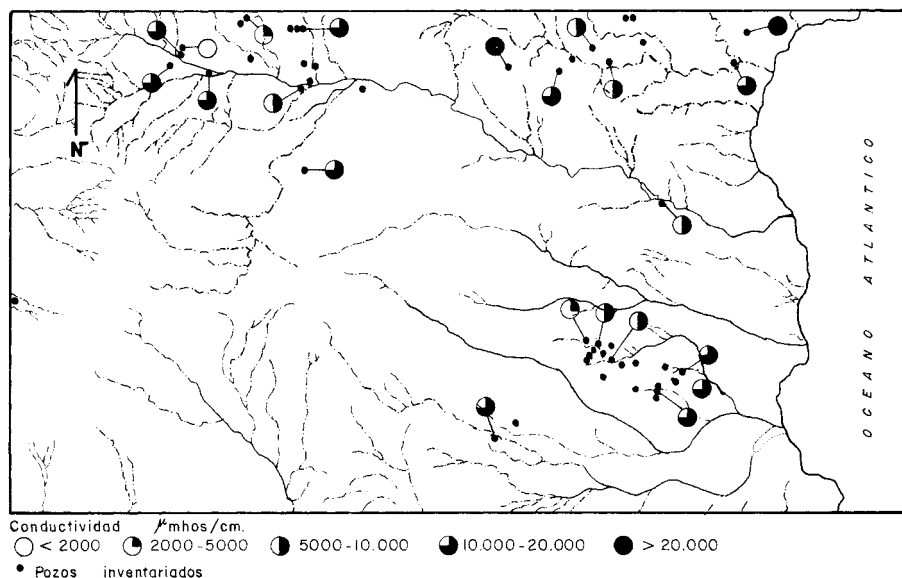 N
OCEANO ATLANTICO
Conductividad μmhos/cm.
< 2000 2000-5000 5000-10.000 10.000-20.000 > 20.000
Pozos inventariados